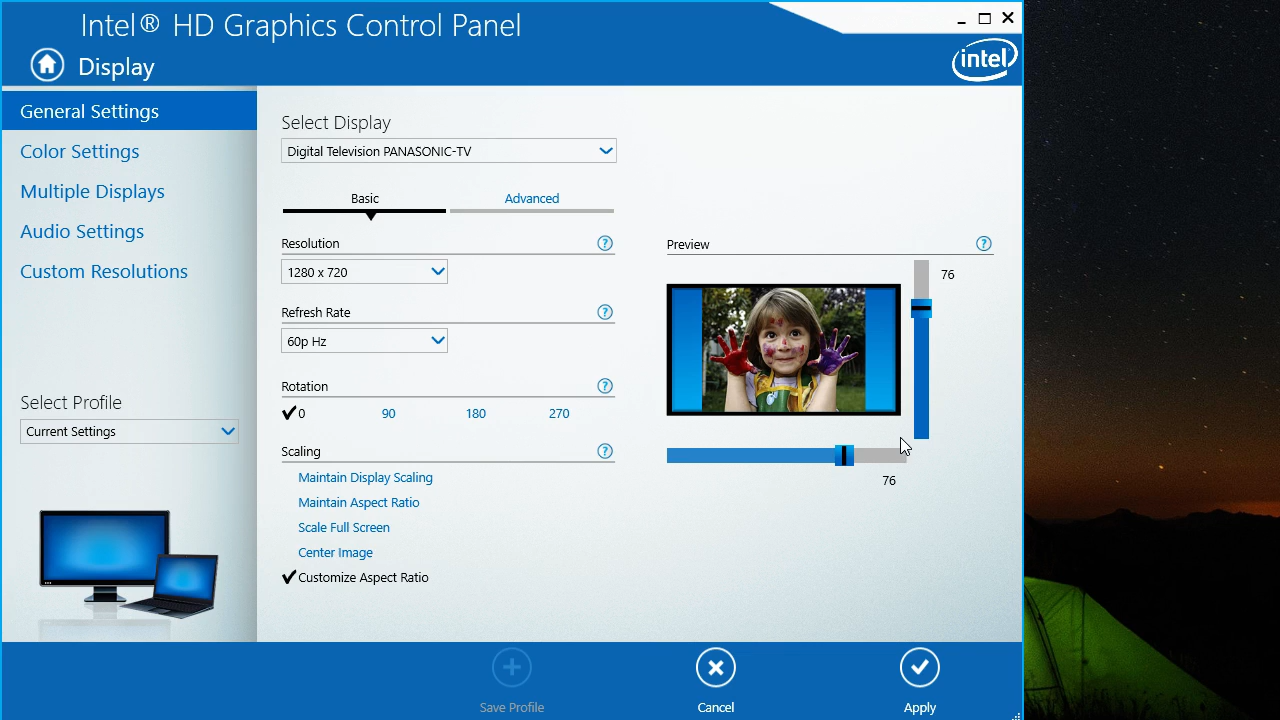 Intel® HD Graphics Control Panel
Display
intel
General Settings
Color Settings
Multiple Displays
Audio Settings
Custom Resolutions
Select Profile
Current Settings
Select Display
Digital Television PANASONIC-TV
Basic
Advanced
Resolution
?
1280 x 720
Refresh Rate
?
60p Hz
Rotation
?
0
90
180
270
Scaling
?
Maintain Display Scaling
Maintain Aspect Ratio
Scale Full Screen
Center Image
Customize Aspect Ratio
Preview
?
76
76
Save Profile
Cancel
Apply